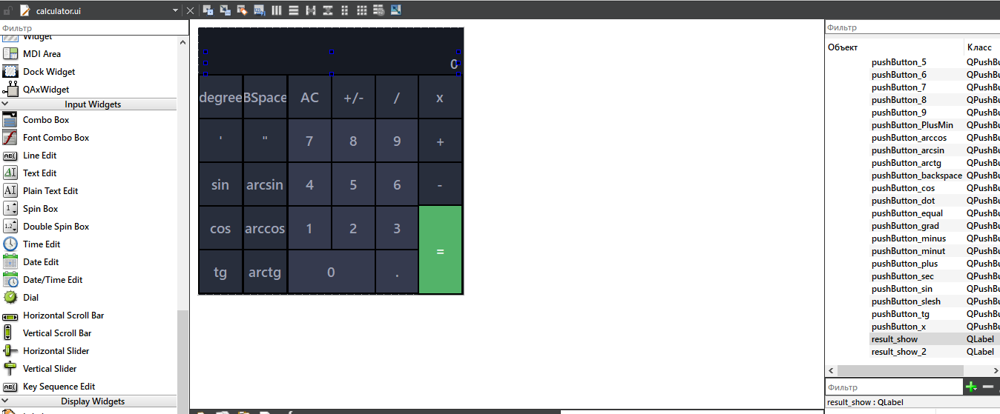 calculator.ui
Фильтр
Widget
MDI Area
Dock Widget
QAxWidget
Input Widgets
Combo Box
Font Combo Box
Line Edit
Text Edit
Plain Text Edit
Spin Box
Double Spin Box
Time Edit
Date Edit
Date/Time Edit
Dial
Horizontal Scroll Bar
Vertical Scroll Bar
Horizontal Slider
Vertical Slider
Key Sequence Edit
Display Widgets
0
degree BSpace AC +/- / x
' " 7 8 9 +
sin arcsin 4 5 6 -
cos arccos 1 2 3
=
tg arctg 0 .
Фильтр
Объект Класс
pushButton_5 QPushBu
pushButton_6 QPushBu
pushButton_7 QPushBu
pushButton_8 QPushBu
pushButton_9 QPushBu
pushButton_PlusMin QPushBu
pushButton_arccos QPushBu
pushButton_arcsin QPushBu
pushButton_arctg QPushBu
pushButton_backspace QPushBu
pushButton_cos QPushBu
pushButton_dot QPushBu
pushButton_equal QPushBu
pushButton_grad QPushBu
pushButton_minus QPushBu
pushButton_minut QPushBu
pushButton_plus QPushBu
pushButton_sec QPushBu
pushButton_sin QPushBu
pushButton_slesh QPushBu
pushButton_tg QPushBu
pushButton_x QPushBu
result_show QLabel
result_show_2 QLabel
Фильтр
result_show : QLabel